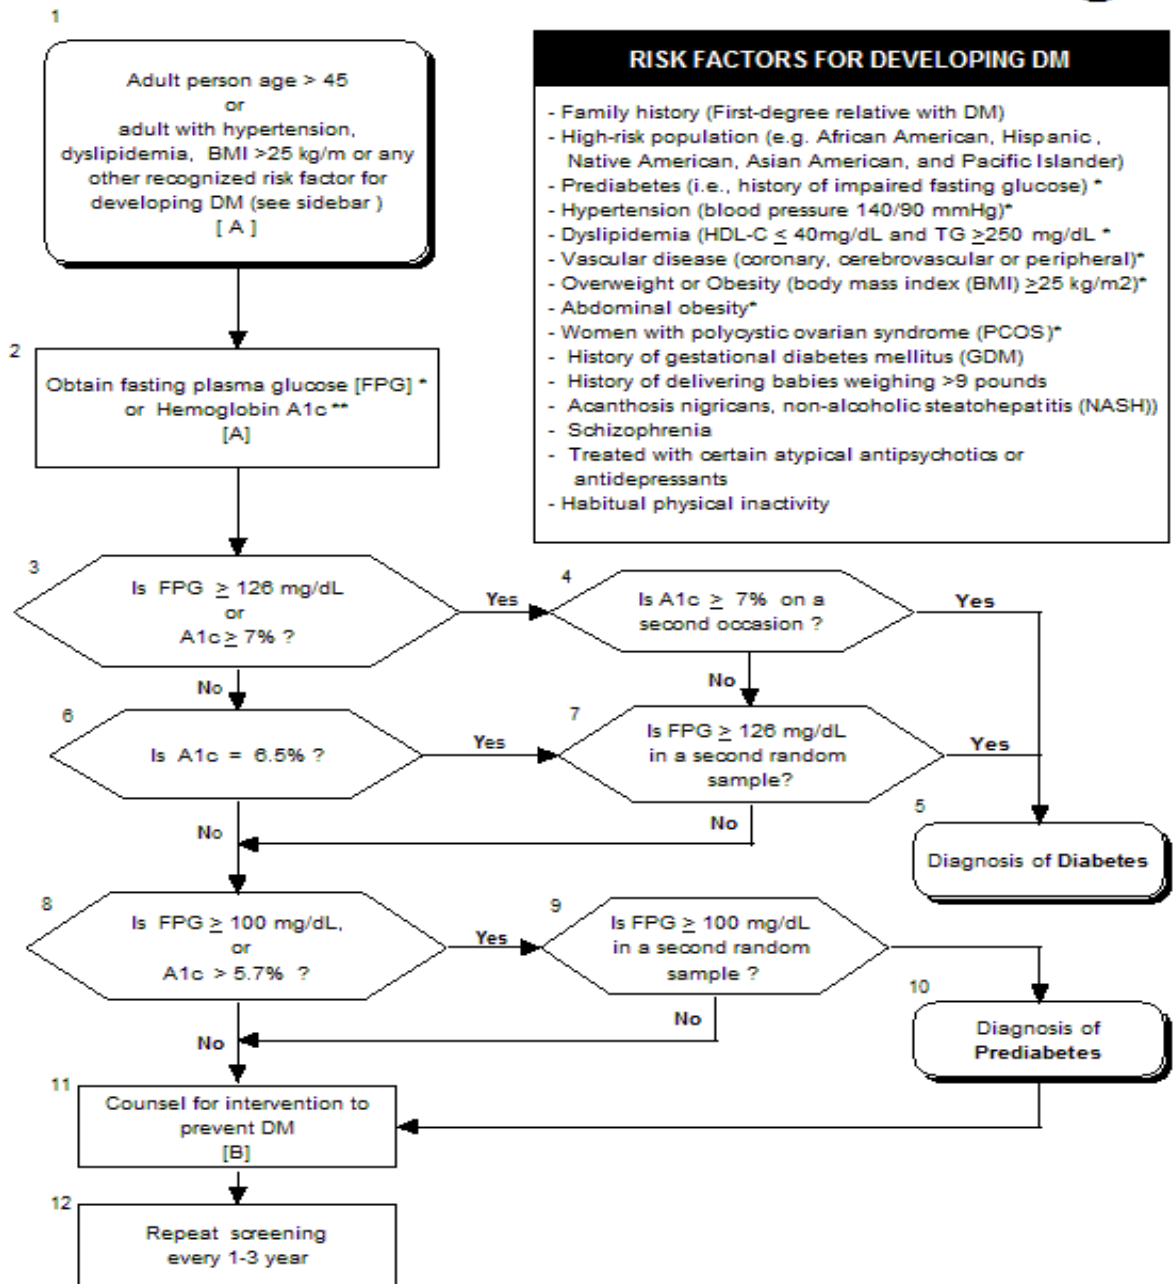 1
Adult person age > 45
or
adult with hypertension,
dyslipidemia, BMI >25 kg/m or any
other recognized risk factor for
developing DM (see sidebar )
[ A ]
RISK FACTORS FOR DEVELOPING DM
- Family history (First-degree relative with DM)
- High-risk population (e.g. African American, Hispanic ,
Native American, Asian American, and Pacific Islander)
- Prediabetes (i.e., history of impaired fasting glucose) *
- Hypertension (blood pressure 140/90 mmHg)*
- Dyslipidemia (HDL-C ≤ 40mg/dL and TG ≥250 mg/dL *
- Vascular disease (coronary, cerebrovascular or peripheral)*
- Overweight or Obesity (body mass index (BMI) ≥25 kg/m2)*
- Abdominal obesity*
- Women with polycystic ovarian syndrome (PCOS)*
- History of gestational diabetes mellitus (GDM)
- History of delivering babies weighing >9 pounds
- Acanthosis nigricans, non-alcoholic steatohepatitis (NASH))
- Schizophrenia
- Treated with certain atypical antipsychotics or
antidepressants
- Habitual physical inactivity
2
Obtain fasting plasma glucose [FPG] *
or Hemoglobin A1c **
[A]
3
Is FPG ≥ 126 mg/dL
or
A1c ≥ 7% ?
Yes
No
4
Is A1c ≥ 7% on a
second occasion ?
Yes
No
6
Is A1c = 6.5% ?
Yes
No
7
Is FPG ≥ 126 mg/dL
in a second random
sample?
Yes
No
5
Diagnosis of Diabetes
8
Is FPG ≥ 100 mg/dL,
or
A1c > 5.7% ?
Yes
No
9
Is FPG ≥ 100 mg/dL
in a second random
sample ?
No
10
Diagnosis of
Prediabetes
11
Counsel for intervention to
prevent DM
[B]
12
Repeat screening
every 1-3 year